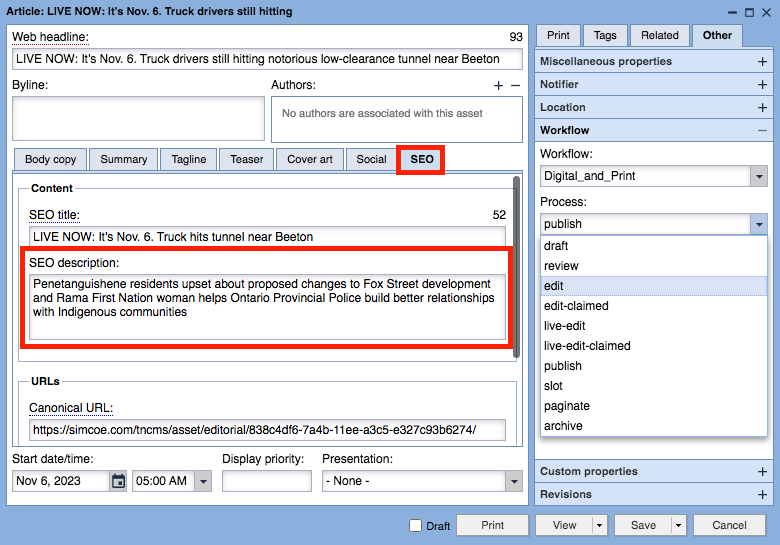 Article: LIVE NOW: It's Nov. 6. Truck drivers still hitting
Web headline:
93
LIVE NOW: It's Nov. 6. Truck drivers still hitting notorious low-clearance tunnel near Beeton
Byline:
Authors:
No authors are associated with this asset
Body copy
Summary
Tagline
Teaser
Cover art
Social
SEO
Content
SEO title:
52
LIVE NOW: It's Nov. 6. Truck hits tunnel near Beeton
SEO description:
Penetanguishene residents upset about proposed changes to Fox Street development
and Rama First Nation woman helps Ontario Provincial Police build better relationships
with Indigenous communities
URLs
Canonical URL:
https://simcoe.com/tncms/asset/editorial/838c4df6-7a4b-11ee-a3c5-e327c93b6274/
Start date/time:
Display priority:
Presentation:
Nov 6, 2023
05:00 AM
- None -
Print
Tags
Related
Other
Miscellaneous properties
Notifier
Location
Workflow
Workflow:
Digital_and_Print
Process:
publish
draft
review
edit
edit-claimed
live-edit
live-edit-claimed
publish
slot
paginate
archive
Custom properties
Revisions
Draft
Print
View
Save
Cancel